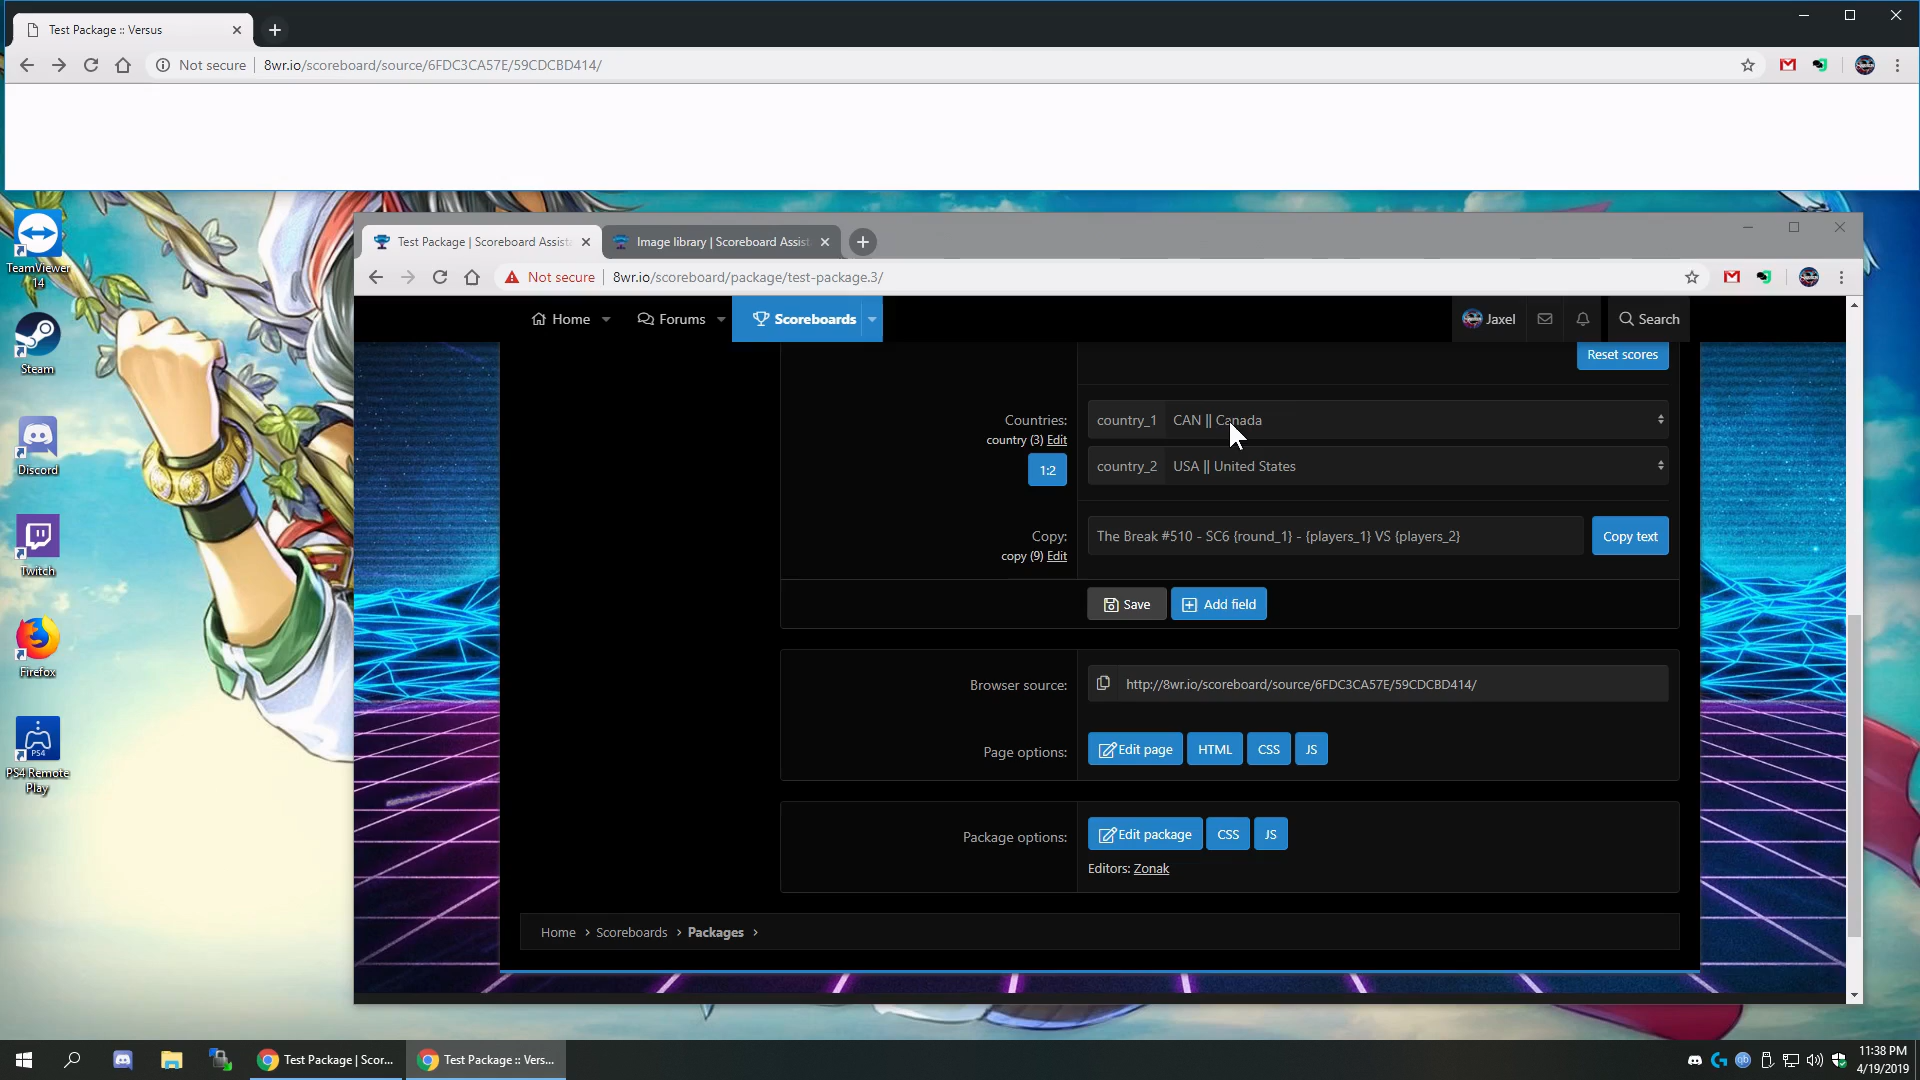 Test Package :: Versus
Not secure
8wr.io/scoreboard/source/6FDC3CA57E/59CDCBD414/
TeamViewer
14
Steam
Discord
Twitch
Firefox
PS4
PS4 Remote
Play
Test Package | Scoreboard Assist
Image library | Scoreboard Assist
Not secure
8wr.io/scoreboard/package/test-package.3/
Home
Forums
Scoreboards
Jaxel
Search
Reset scores
Countries:
country (3) Edit
1:2
country_1 CAN || Canada
country_2 USA || United States
Copy:
copy (9) Edit
The Break #510 - SC6 {round_1} - {players_1} VS {players_2}
Copy text
Save
Add field
Browser source:
http://8wr.io/scoreboard/source/6FDC3CA57E/59CDCBD414/
Page options:
Edit page
HTML
CSS
JS
Package options:
Edit package
CSS
JS
Editors: Zonak
Home > Scoreboards > Packages >
Test Package | Scor...
Test Package :: Vers...
11:38 PM
4/19/2019